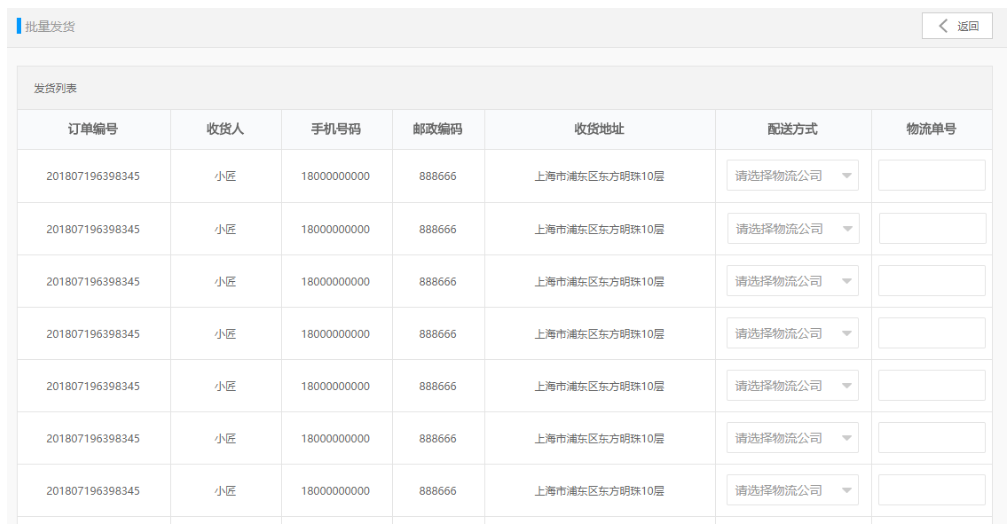 批量发货
返回
发货列表
订单编号 收货人 手机号码 邮政编码 收货地址 配送方式 物流单号
201807196398345 小匠 18000000000 888666 上海市浦东区东方明珠10层 请选择物流公司
201807196398345 小匠 18000000000 888666 上海市浦东区东方明珠10层 请选择物流公司
201807196398345 小匠 18000000000 888666 上海市浦东区东方明珠10层 请选择物流公司
201807196398345 小匠 18000000000 888666 上海市浦东区东方明珠10层 请选择物流公司
201807196398345 小匠 18000000000 888666 上海市浦东区东方明珠10层 请选择物流公司
201807196398345 小匠 18000000000 888666 上海市浦东区东方明珠10层 请选择物流公司
201807196398345 小匠 18000000000 888666 上海市浦东区东方明珠10层 请选择物流公司